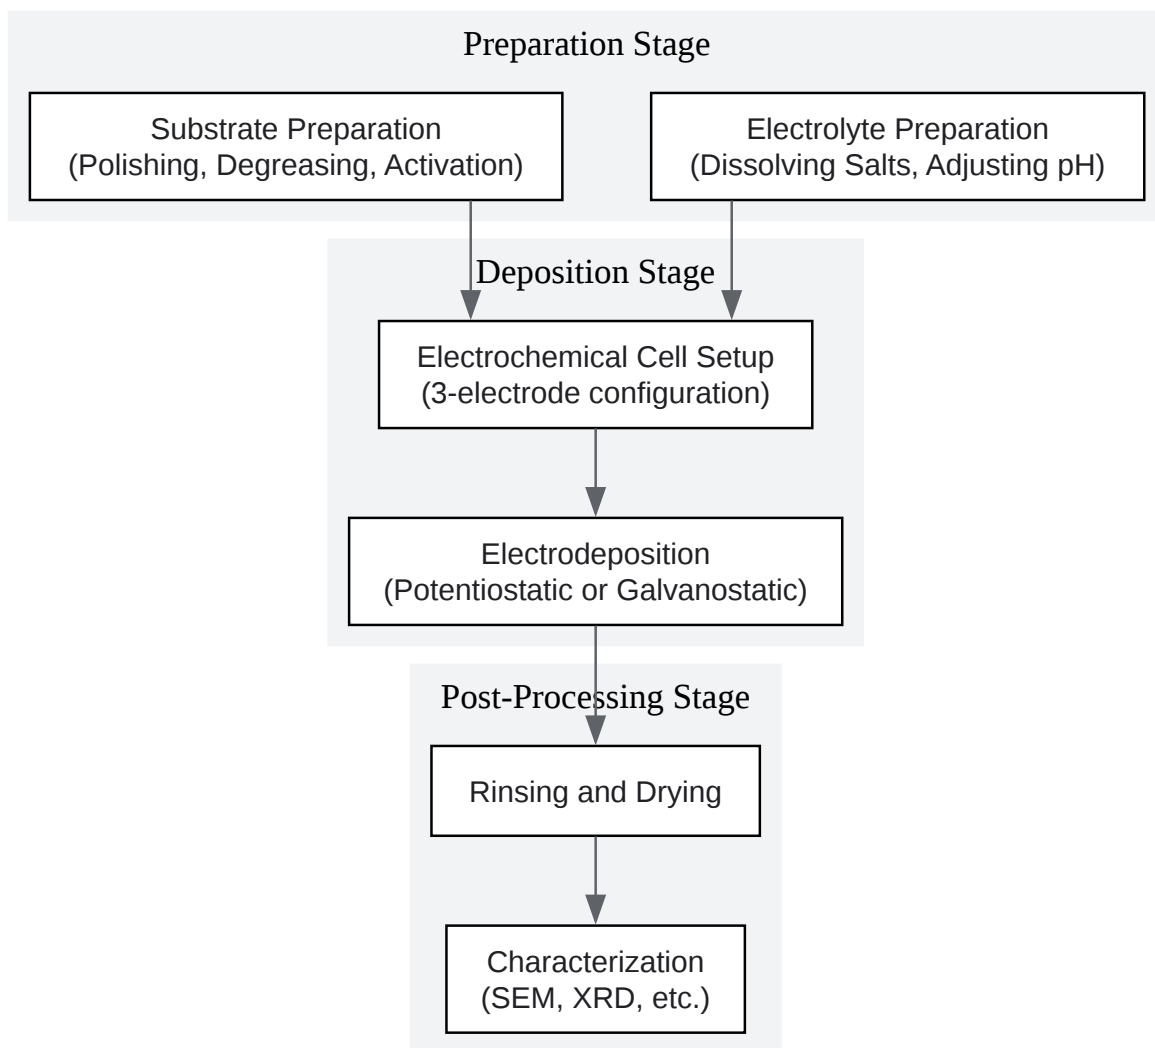 Preparation Stage
Substrate Preparation
(Polishing, Degreasing, Activation)
Electrolyte Preparation
(Dissolving Salts, Adjusting pH)
Deposition Stage
Electrochemical Cell Setup
(3-electrode configuration)
Electrodeposition
(Potentiostatic or Galvanostatic)
Post-Processing Stage
Rinsing and Drying
Characterization
(SEM, XRD, etc.)